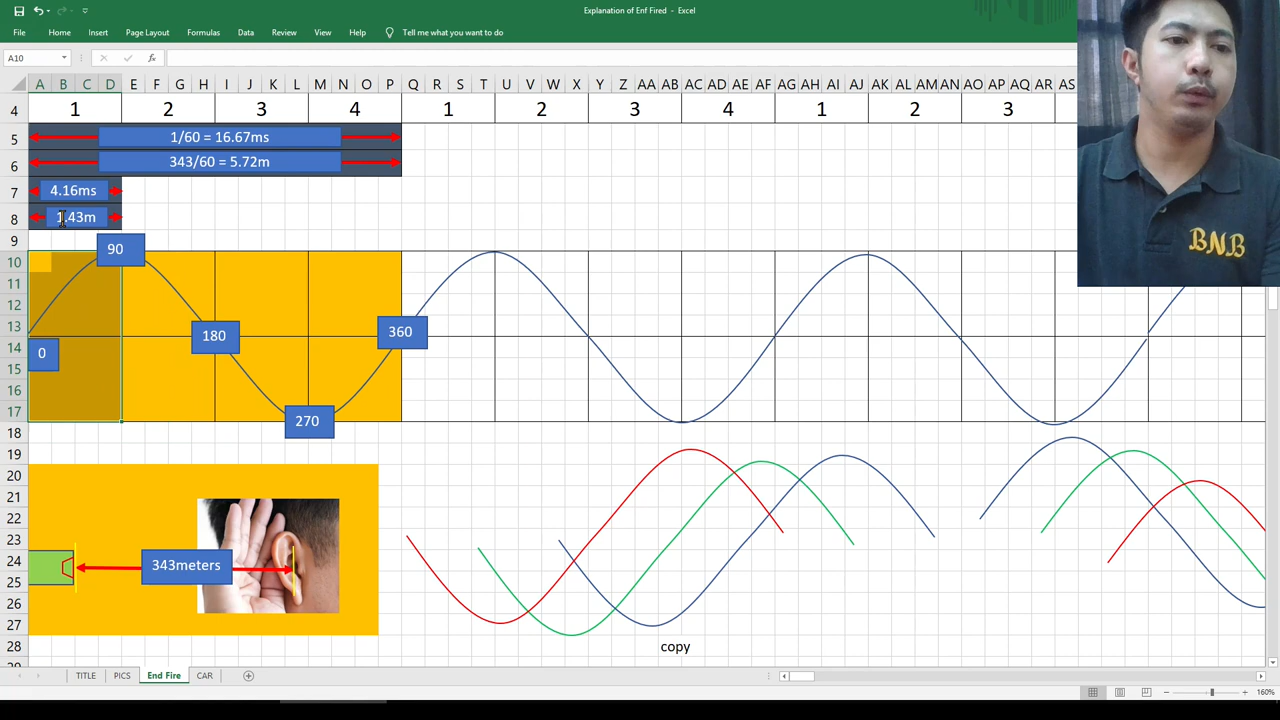 Explanation of Enf Fired - Excel
File Home Insert Page Layout Formulas Data Review View Help Tell me what you want to do
A10 fx
A B C D E F G H I J K L M N O P Q R S T U V W X Y Z AA AB AC AD AE AF AG AH AI AJ AK AL AM AN AO AP AQ AR AS
4 1 2 3 4 1 2 3 4 1 2 3
5 1/60 = 16.67ms
6 343/60 = 5.72m
7 4.16ms
8 1.43m
9
90
10
11
12
13
180
360
14
0
15
16
17
270
18
19
20
21
22
23
24
343meters
25
26
27
28 copy
BNB
TITLE PICS End Fire CAR
160%